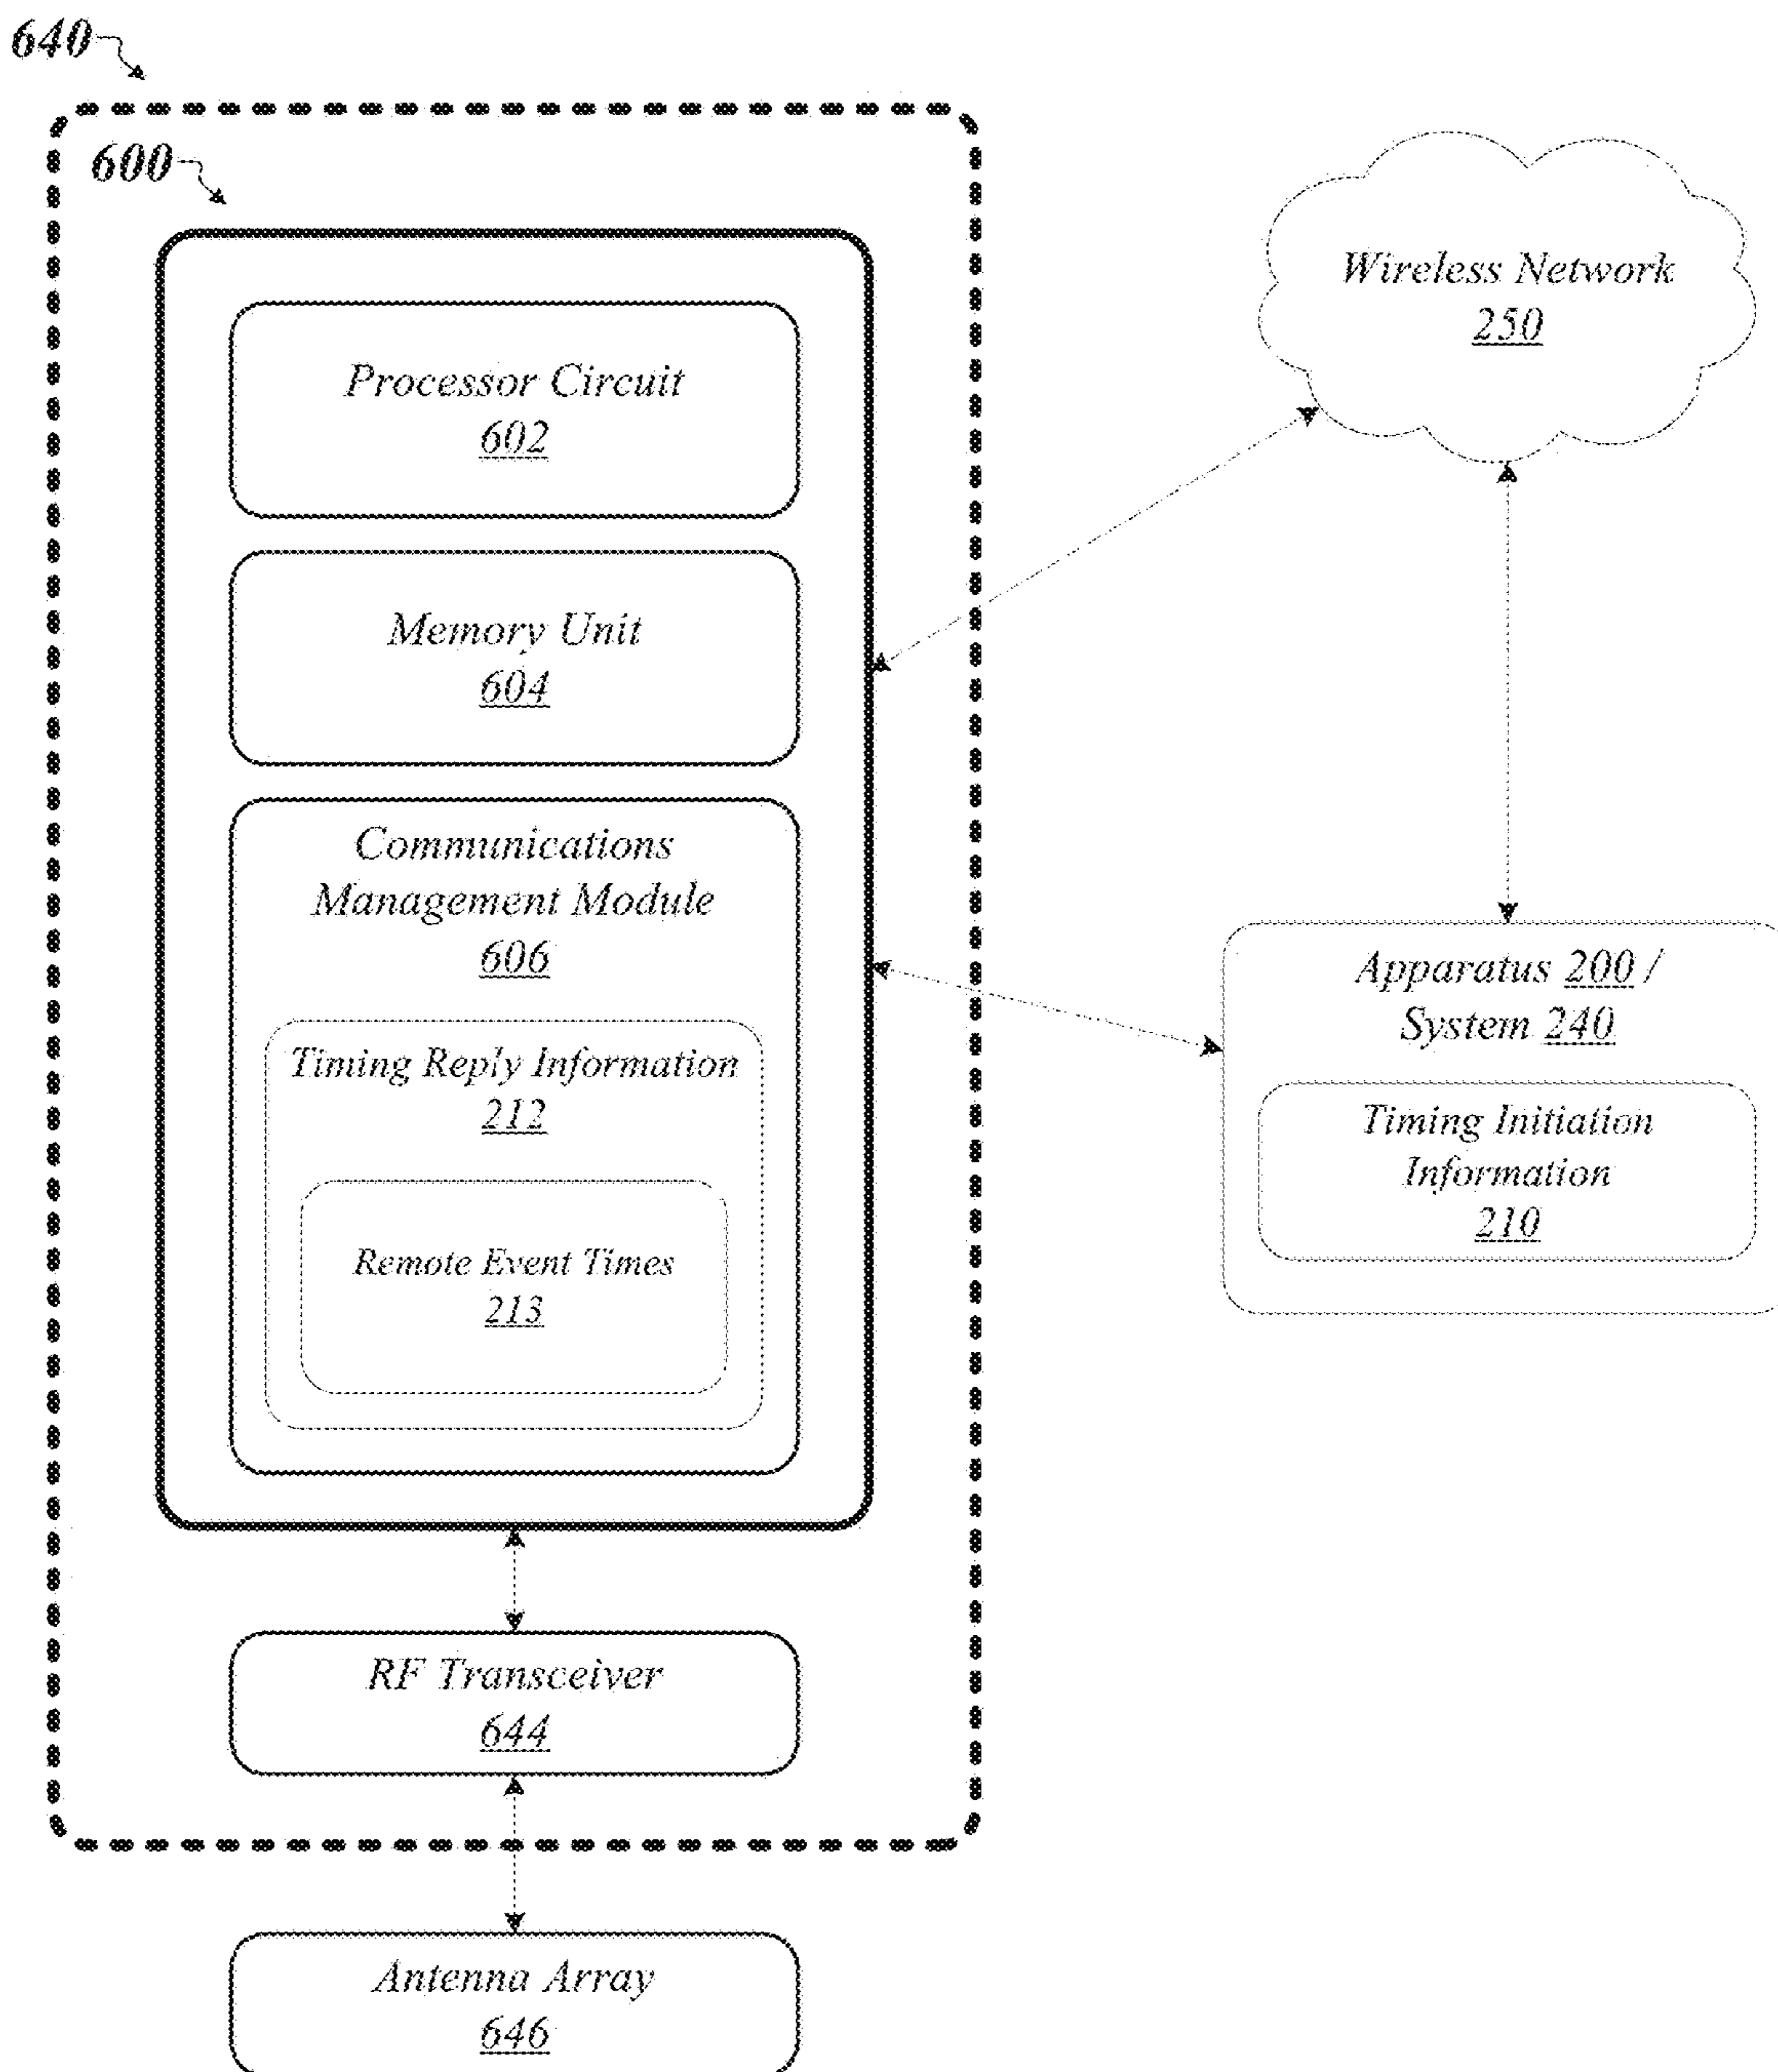 640
600
Processor Circuit
602
Memory Unit
604
Communications
Management Module
606
Timing Reply Information
212
Remote Event Times
213
RF Transceiver
644
Antenna Array
646
Wireless Network
250
Apparatus 200 /
System 240
Timing Initiation
Information
210